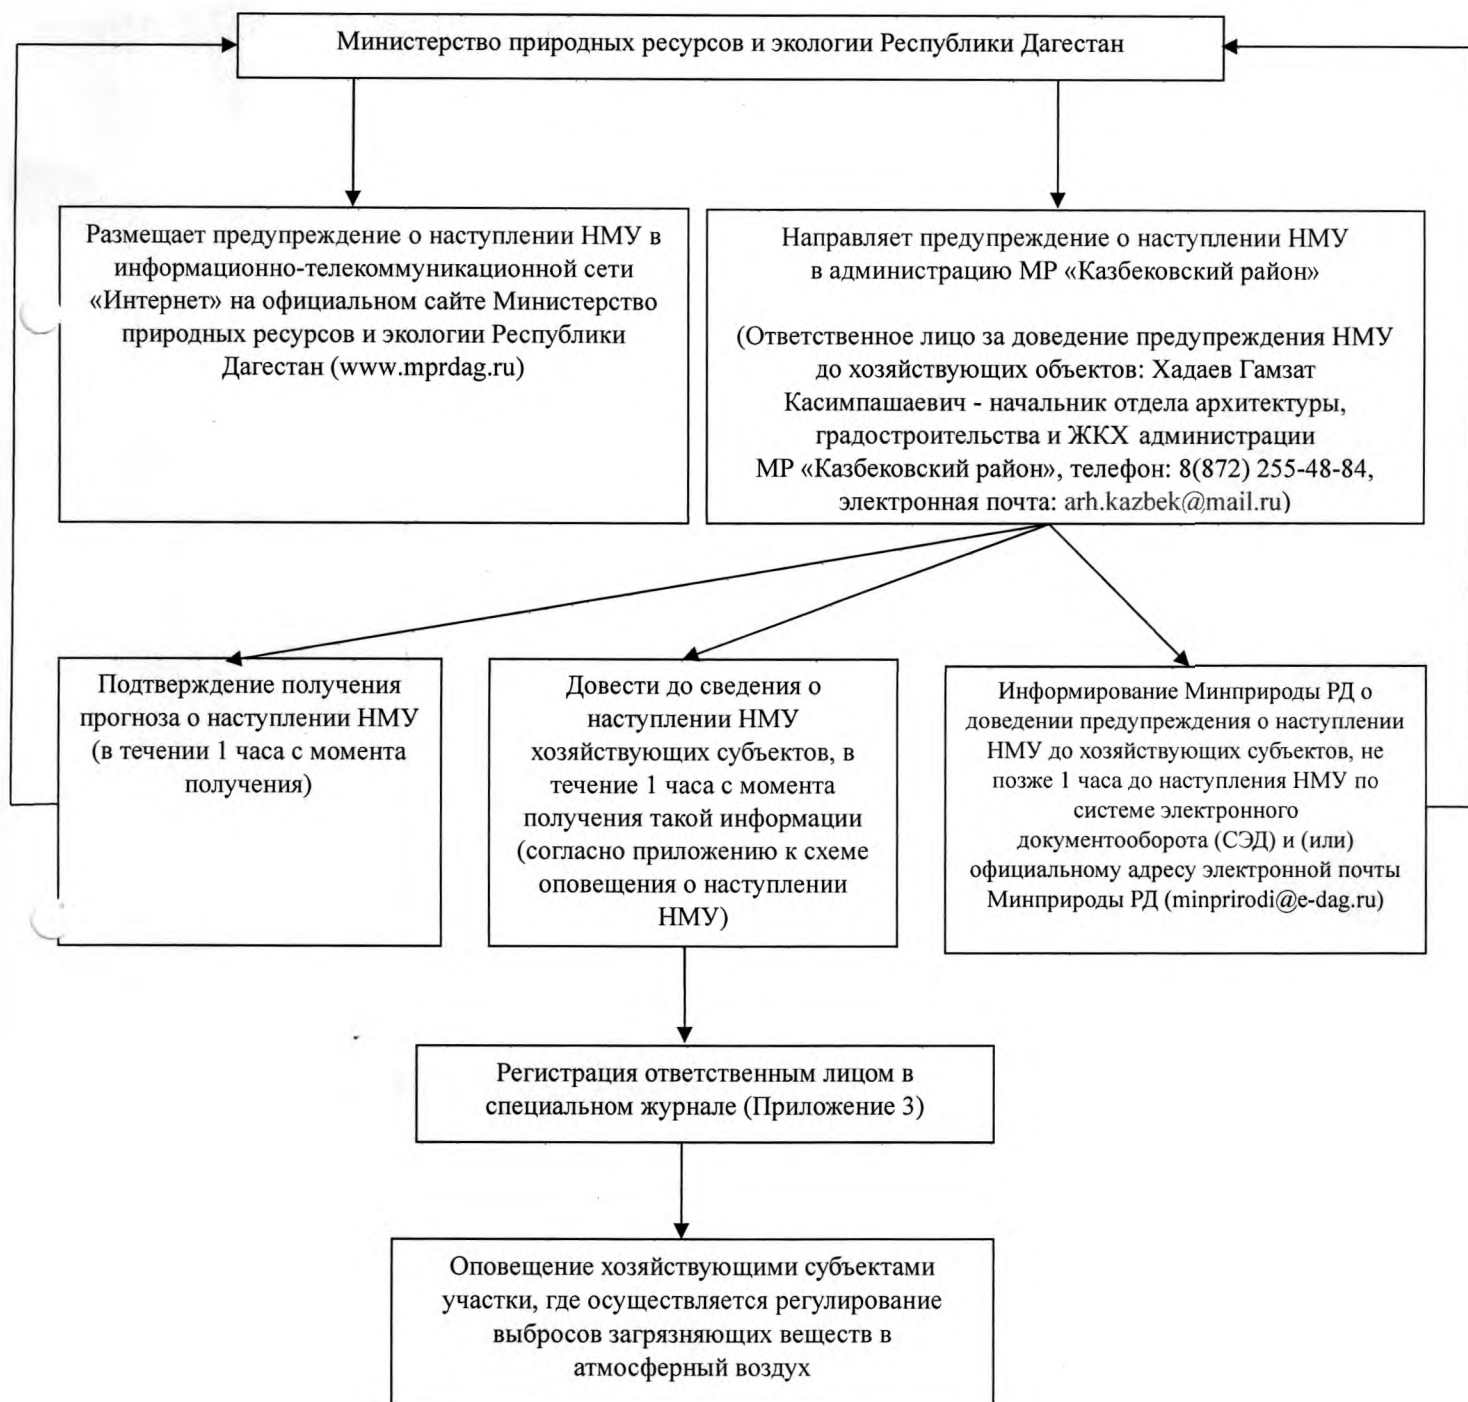 Министерство природных ресурсов и экологии Республики Дагестан
Размещает предупреждение о наступлении НМУ в
информационно-телекоммуникационной сети
«Интернет» на официальном сайте Министерство
природных ресурсов и экологии Республики
Дагестан (www.mprdag.ru)
Направляет предупреждение о наступлении НМУ
в администрацию МР «Казбековский район»
(Ответственное лицо за доведение предупреждения НМУ
до хозяйствующих объектов: Хадаев Гамзат
Касимпашаевич - начальник отдела архитектуры,
градостроительства и ЖКХ администрации
МР «Казбековский район», телефон: 8(872) 255-48-84,
электронная почта: arh.kazbek@mail.ru)
Подтверждение получения
прогноза о наступлении НМУ
(в течении 1 часа с момента
получения)
Довести до сведения о
наступлении НМУ
хозяйствующих субъектов, в
течение 1 часа с момента
получения такой информации
(согласно приложению к схеме
оповещения о наступлении
НМУ)
Информирование Минприроды РД о
доведении предупреждения о наступлении
НМУ до хозяйствующих субъектов, не
позже 1 часа до наступления НМУ по
системе электронного
документооборота (СЭД) и (или)
официальному адресу электронной почты
Минприроды РД (minprirodi@e-dag.ru)
Регистрация ответственным лицом в
специальном журнале (Приложение 3)
Оповещение хозяйствующими субъектами
участки, где осуществляется регулирование
выбросов загрязняющих веществ в
атмосферный воздух